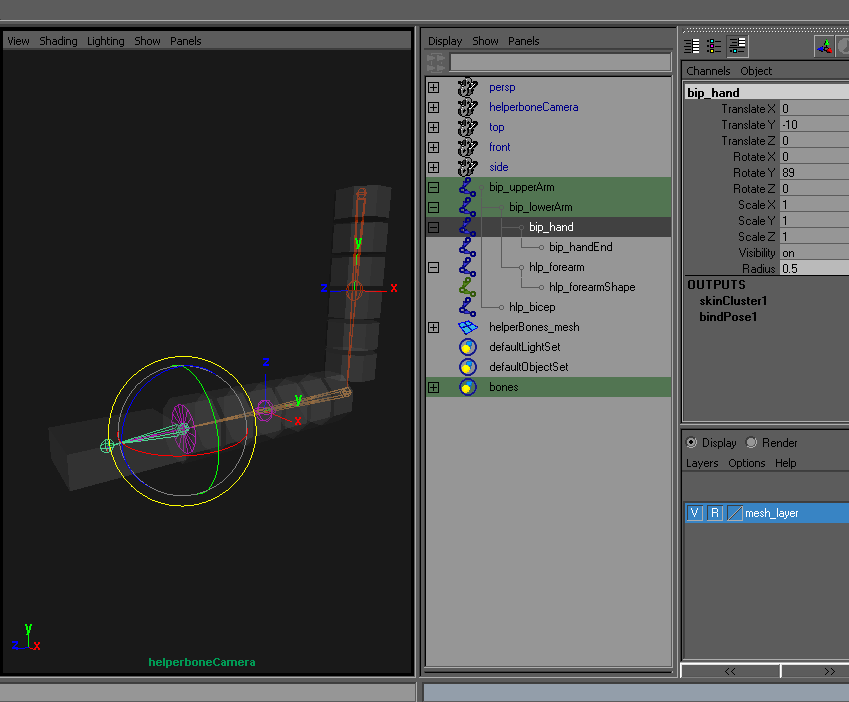 View Shading Lighting Show Panels
Display Show Panels
Channels Object
persp
helperboneCamera
top
front
side
bip_upperArm
bip_lowerArm
bip_hand
bip_handEnd
hlp_forearm
hlp_forearmShape
hlp_bicep
helperBones_mesh
defaultLightSet
defaultObjectSet
bones
bip_hand
Translate X 0
Translate Y -10
Translate Z 0
Rotate X 0
Rotate Y 89
Rotate Z 0
Scale X 1
Scale Y 1
Scale Z 1
Visibility on
Radius 0.5
OUTPUTS
skinCluster1
bindPose1
Display Render
Layers Options Help
V R mesh_layer
<< >>
y
z x
z
y
x
y
z x
helperboneCamera